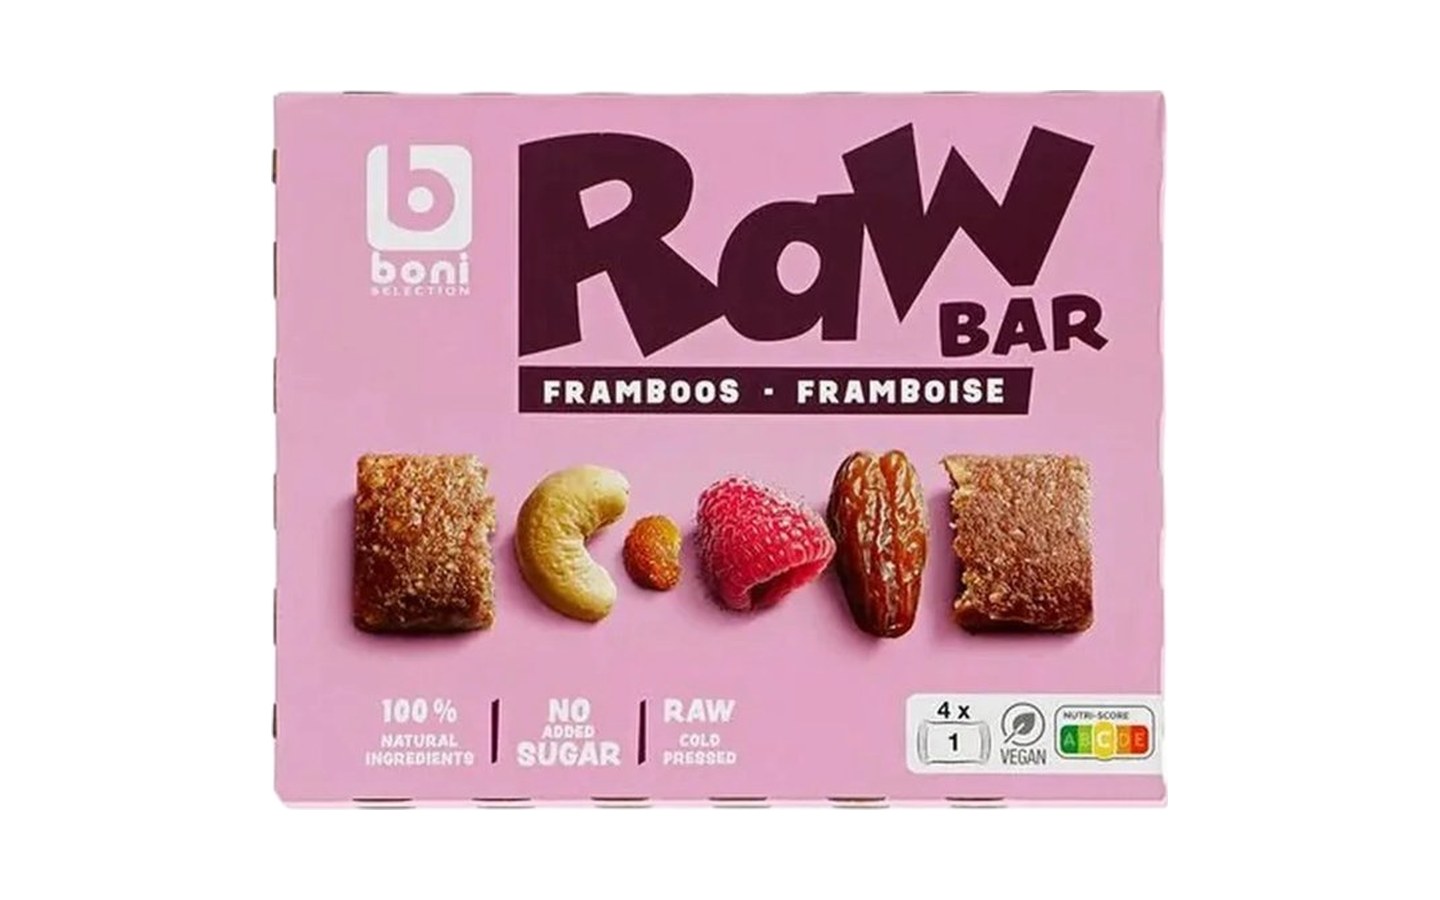 b
boni
SELECTION
Raw
BAR
FRAMBOOS - FRAMBOISE
100%
NATURAL
INGREDIENTS
NO
ADDED
SUGAR
RAW
COLD
PRESSED
4 x
1
VEGAN
NUTRI-SCORE
A B C D E